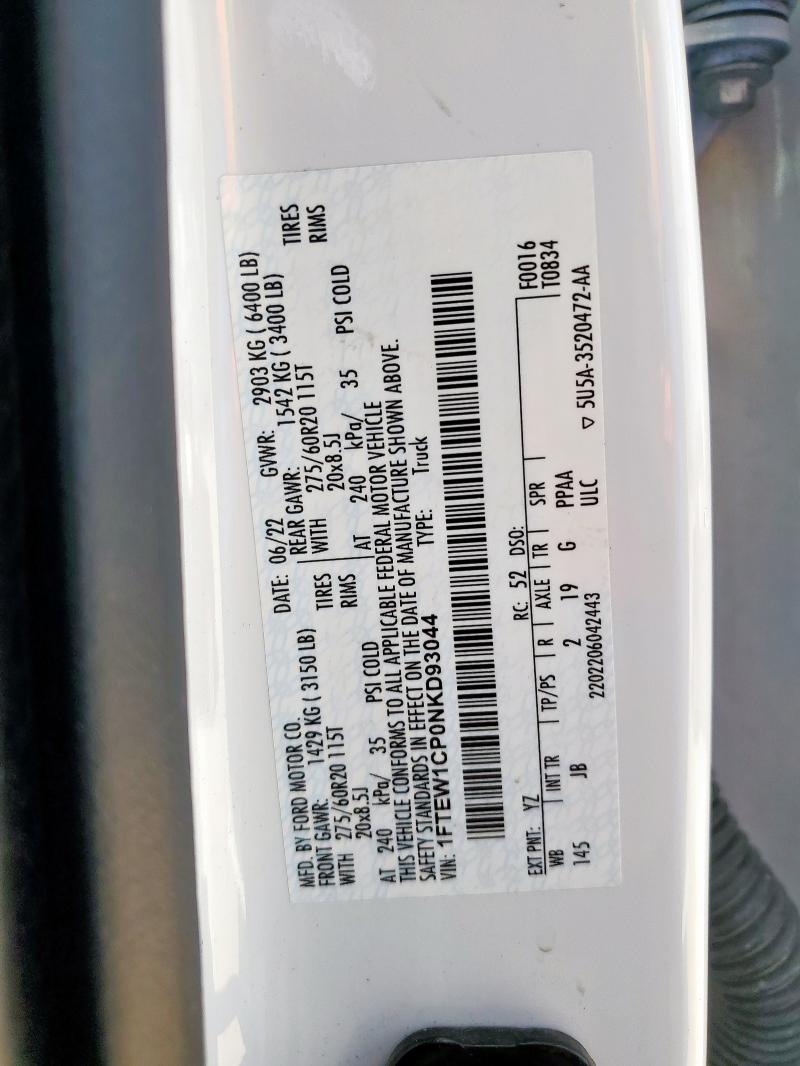 MFD. BY FORD MOTOR CO.
DATE: 06/22 GVWR: 2903 KG ( 6400 LB)
FRONT GAWR: 1429 KG ( 3150 LB) REAR GAWR: 1542 KG ( 3400 LB)
WITH 275/60R20 115T TIRES WITH 275/60R20 115T TIRES
20x8.5J RIMS 20x8.5J RIMS
AT 240 kPa/ 35 PSI COLD AT 240 kPa/ 35 PSI COLD
THIS VEHICLE CONFORMS TO ALL APPLICABLE FEDERAL MOTOR VEHICLE
SAFETY STANDARDS IN EFFECT ON THE DATE OF MANUFACTURE SHOWN ABOVE.
VIN: 1FTEW1CP0NKD93044 TYPE: Truck
EXT PNT: YZ RC: 52 DSO: F0016
WB INT TR TP/PS R AXLE TR SPR T0834
145 JB 2 19 G PPAA
2202206042443 ULC ▽ 5U5A-3520472-AA